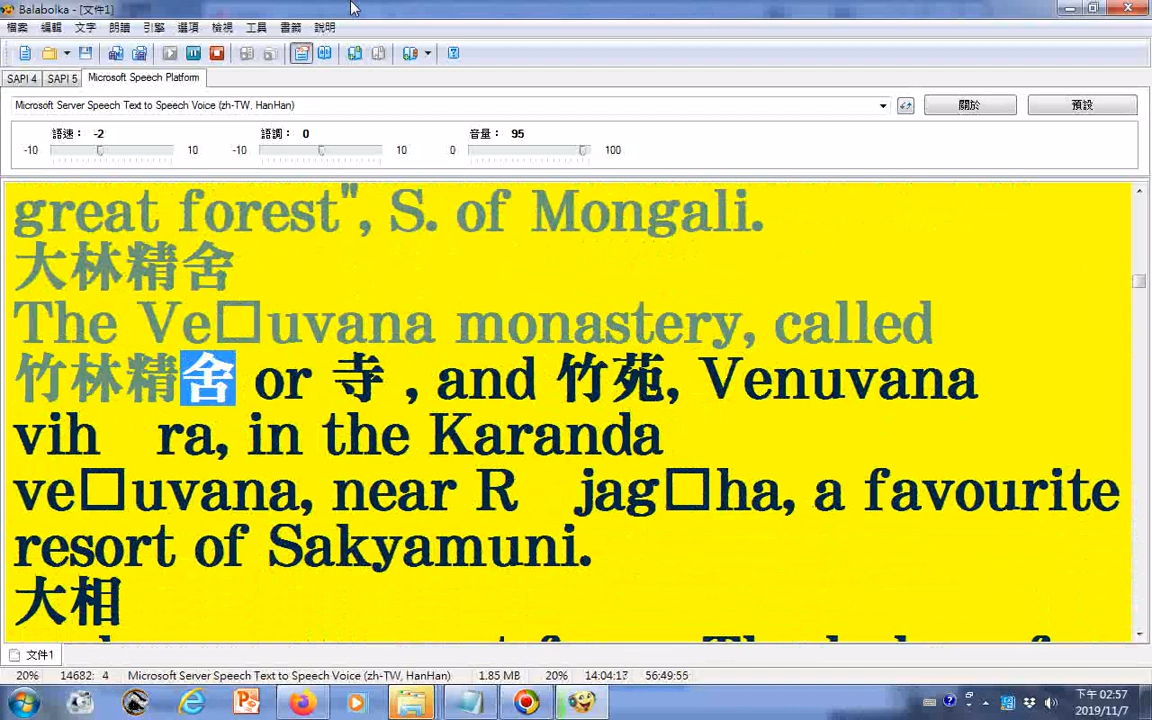 Balabolka - [文件1]
檔案 編輯 文字 朗讀 引擎 選項 檢視 工具 書籤 說明
SAPI 4 SAPI 5 Microsoft Speech Platform
Microsoft Server Speech Text to Speech Voice (zh-TW, HanHan) 關於 預設
語速： -2 語調： 0 音量： 95
-10 10 -10 10 0 100
great forest", S. of Mongali.
大林精舍
The Ve□uvana monastery, called
竹林精舍 or 寺 , and 竹苑, Venuvana
vih ra, in the Karanda
ve□uvana, near R jag□ha, a favourite
resort of Sakyamuni.
大相
文件1
20% 14682: 4 Microsoft Server Speech Text to Speech Voice (zh-TW, HanHan) 1.85 MB 20% 14:04:17 56:49:55
下午 02:57
2019/11/7